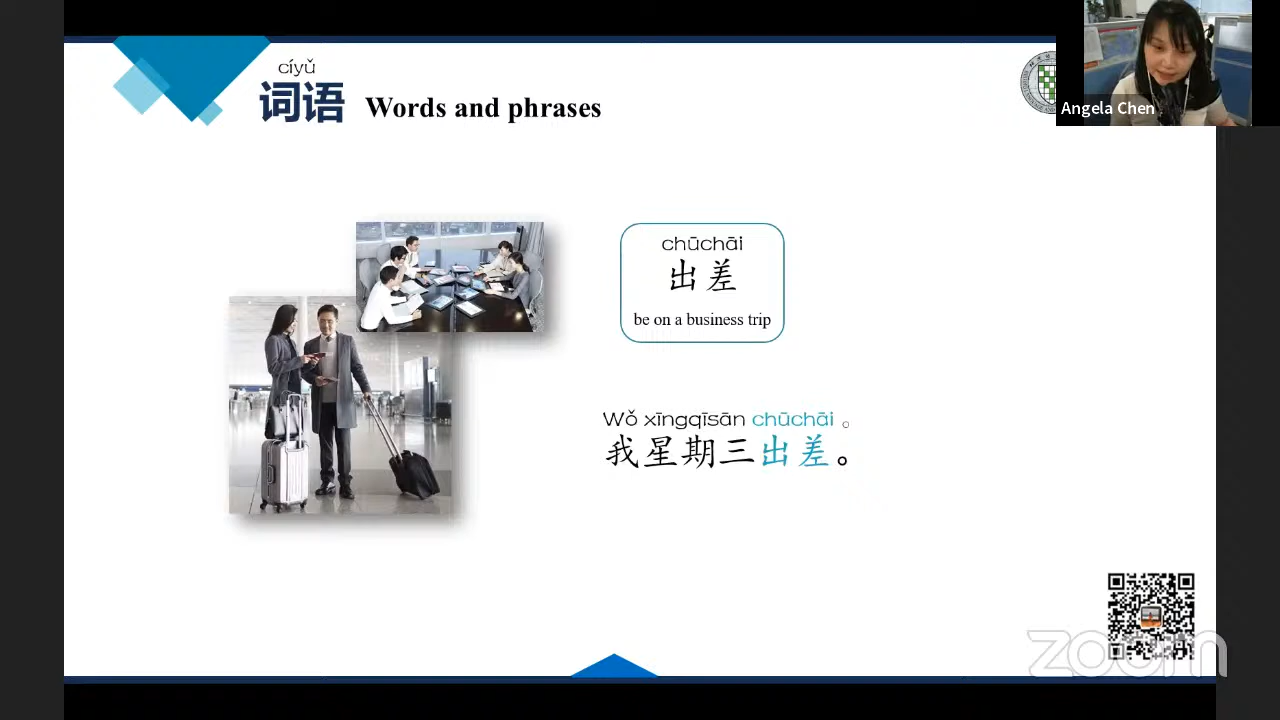 cíyǔ
词语 Words and phrases
Angela Chen
chūchāi
出差
be on a business trip
Wǒ xīngqīsān chūchāi 。
我星期三出差。
zoom